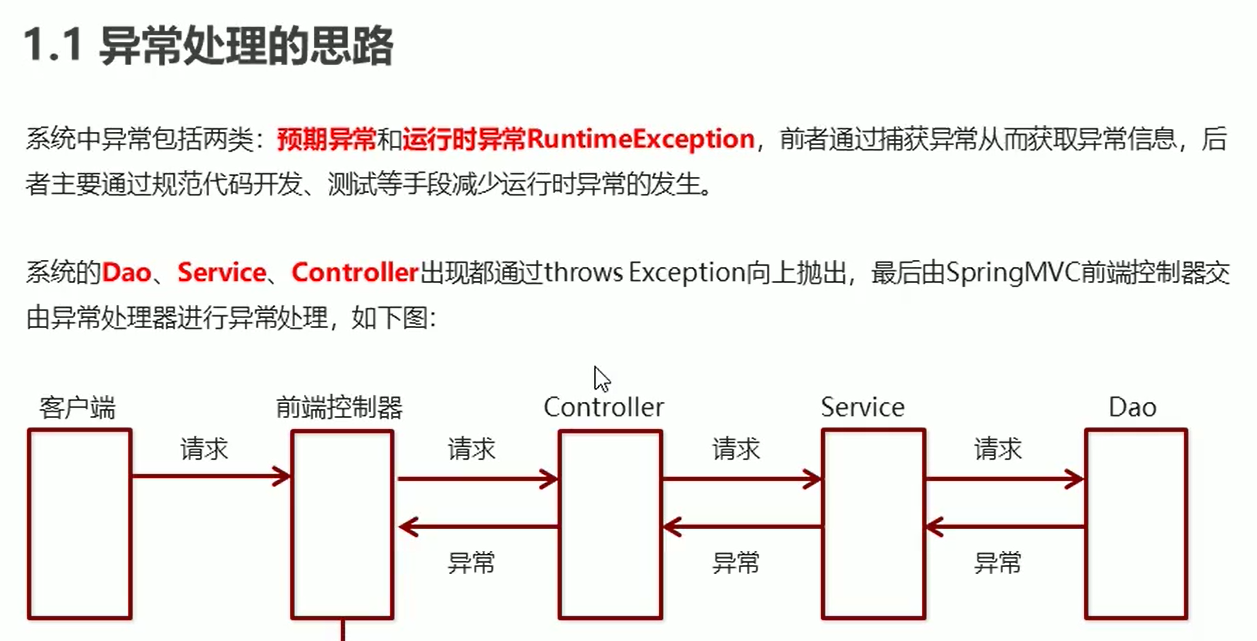 1.1 异常处理的思路
系统中异常包括两类：预期异常和运行时异常RuntimeException，前者通过捕获异常从而获取异常信息，后
者主要通过规范代码开发、测试等手段减少运行时异常的发生。
系统的Dao、Service、Controller出现都通过throws Exception向上抛出，最后由SpringMVC前端控制器交
由异常处理器进行异常处理，如下图：
客户端 前端控制器 Controller Service Dao
请求 请求 请求 请求
异常 异常 异常